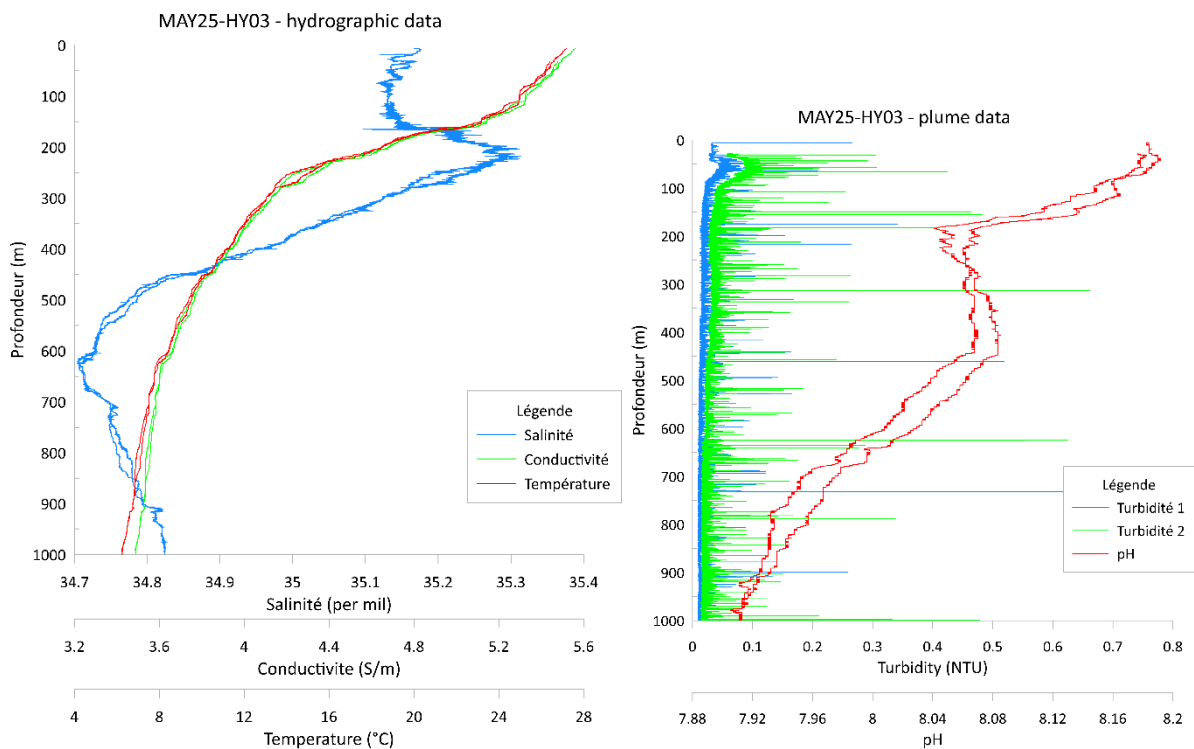 MAY25-HY03 - hydrographic data
0
100
200
300
400
500
600
700
800
900
1000
Profondeur (m)
34.7 34.8 34.9 35 35.1 35.2 35.3 35.4
Salinité (per mil)
3.2 3.6 4 4.4 4.8 5.2 5.6
Conductivite (S/m)
4 8 12 16 20 24 28
Temperature (°C)
Légende
Salinité
Conductivité
Température
MAY25-HY03 - plume data
0
100
200
300
400
500
600
700
800
900
1000
Profondeur (m)
0 0.1 0.2 0.3 0.4 0.5 0.6 0.7 0.8
Turbidity (NTU)
7.88 7.92 7.96 8 8.04 8.08 8.12 8.16 8.2
pH
Légende
Turbidité 1
Turbidité 2
pH